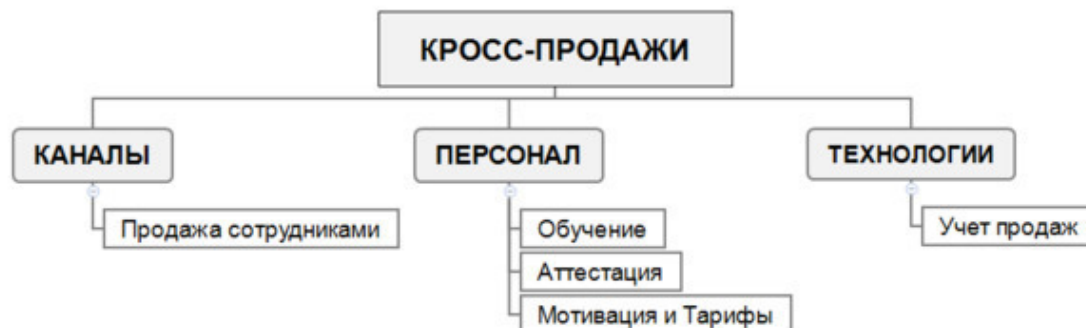 КРОСС-ПРОДАЖИ
КАНАЛЫ
Продажа сотрудниками
ПЕРСОНАЛ
Обучение
Аттестация
Мотивация и Тарифы
ТЕХНОЛОГИИ
Учет продаж